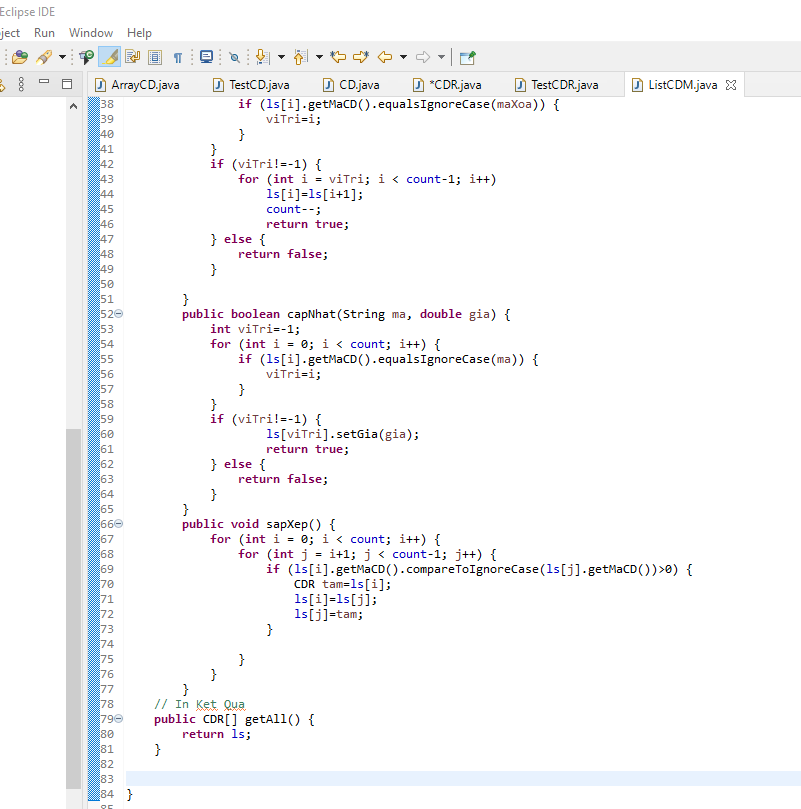 Eclipse IDE
ject Run Window Help
ArrayCD.java TestCD.java CD.java *CDR.java TestCDR.java ListCDM.java
38 if (ls[i].getMaCD().equalsIgnoreCase(maXoa)) {
39 viTri=i;
40 }
41 }
42 if (viTri!=-1) {
43 for (int i = viTri; i < count-1; i++)
44 ls[i]=ls[i+1];
45 count--;
46 return true;
47 } else {
48 return false;
49 }
50
51 }
52 public boolean capNhat(String ma, double gia) {
53 int viTri=-1;
54 for (int i = 0; i < count; i++) {
55 if (ls[i].getMaCD().equalsIgnoreCase(ma)) {
56 viTri=i;
57 }
58 }
59 if (viTri!=-1) {
60 ls[viTri].setGia(gia);
61 return true;
62 } else {
63 return false;
64 }
65 }
66 public void sapXep() {
67 for (int i = 0; i < count; i++) {
68 for (int j = i+1; j < count-1; j++) {
69 if (ls[i].getMaCD().compareToIgnoreCase(ls[j].getMaCD())>0) {
70 CDR tam=ls[i];
71 ls[i]=ls[j];
72 ls[j]=tam;
73 }
74
75 }
76 }
77 }
78 // In Ket Qua
79 public CDR[] getAll() {
80 return ls;
81 }
82
83
84 }
85